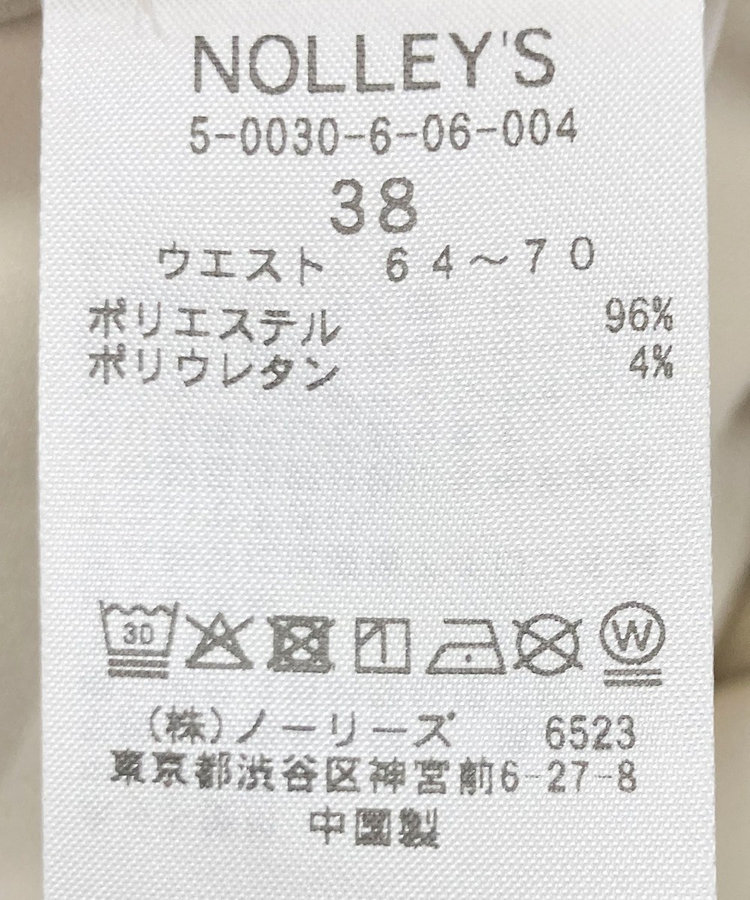 NOLLEY'S
5-0030-6-06-004
38
ウエスト 64～70
ポリエステル 96%
ポリウレタン 4%
30 W
(株)ノーリーズ 6523
東京都渋谷区神宮前6-27-8
中国製